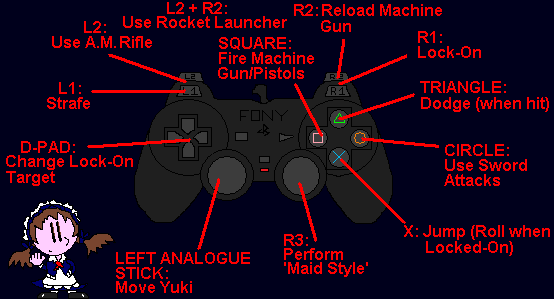 L2 + R2:
Use Rocket Launcher
L2:
Use A.M. Rifle
R2: Reload Machine
Gun
SQUARE:
Fire Machine
Gun/Pistols
R1:
Lock-On
L1:
Strafe
L2
L1
R2
R1
TRIANGLE:
Dodge (when hit)
FONY
D-PAD:
Change Lock-On
Target
CIRCLE:
Use Sword
Attacks
X: Jump (Roll when
Locked-On)
LEFT ANALOGUE
STICK:
Move Yuki
R3:
Perform
'Maid Style'